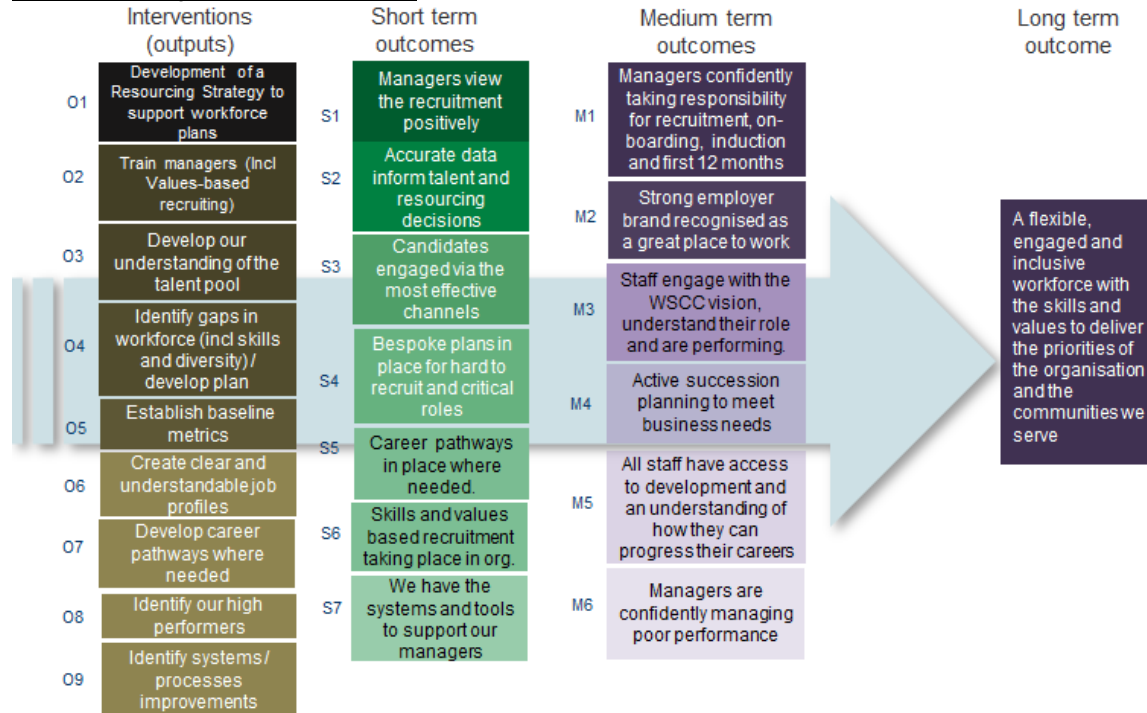 Interventions
(outputs)
O1
Development of a
Resourcing Strategy to
support workforce
plans
O2
Train managers (Incl
Values-based
recruiting)
O3
Develop our
understanding of the
talent pool
O4
Identify gaps in
workforce (incl skills
and diversity) /
develop plan
O5
Establish baseline
metrics
O6
Create clear and
understandable job
profiles
O7
Develop career
pathways where
needed
O8
Identify our high
performers
O9
Identify systems /
processes
improvements
Short term
outcomes
S1
Managers view
the recruitment
positively
S2
Accurate data
inform talent and
resourcing
decisions
S3
Candidates
engaged via the
most effective
channels
S4
Bespoke plans in
place for hard to
recruit and critical
roles
S5
Career pathways
in place where
needed.
S6
Skills and values
based recruitment
taking place in org.
S7
We have the
systems and tools
to support our
managers
Medium term
outcomes
M1
Managers confidently
taking responsibility
for recruitment, on-
boarding, induction
and first 12 months
M2
Strong employer
brand recognised as
a great place to work
M3
Staff engage with the
WSCC vision,
understand their role
and are performing.
M4
Active succession
planning to meet
business needs
M5
All staff have access
to development and
an understanding of
how they can
progress their careers
M6
Managers are
confidently managing
poor performance
Long term
outcome
A flexible,
engaged and
inclusive
workforce with
the skills and
values to deliver
the priorities of
the organisation
and the
communities we
serve